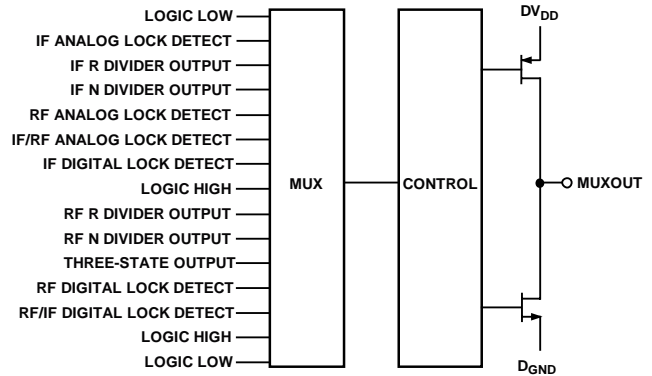 LOGIC LOW
IF ANALOG LOCK DETECT
IF R DIVIDER OUTPUT
IF N DIVIDER OUTPUT
RF ANALOG LOCK DETECT
IF/RF ANALOG LOCK DETECT
IF DIGITAL LOCK DETECT
LOGIC HIGH
RF R DIVIDER OUTPUT
RF N DIVIDER OUTPUT
THREE-STATE OUTPUT
RF DIGITAL LOCK DETECT
RF/IF DIGITAL LOCK DETECT
LOGIC HIGH
LOGIC LOW
MUX
CONTROL
DVDD
MUXOUT
DGND